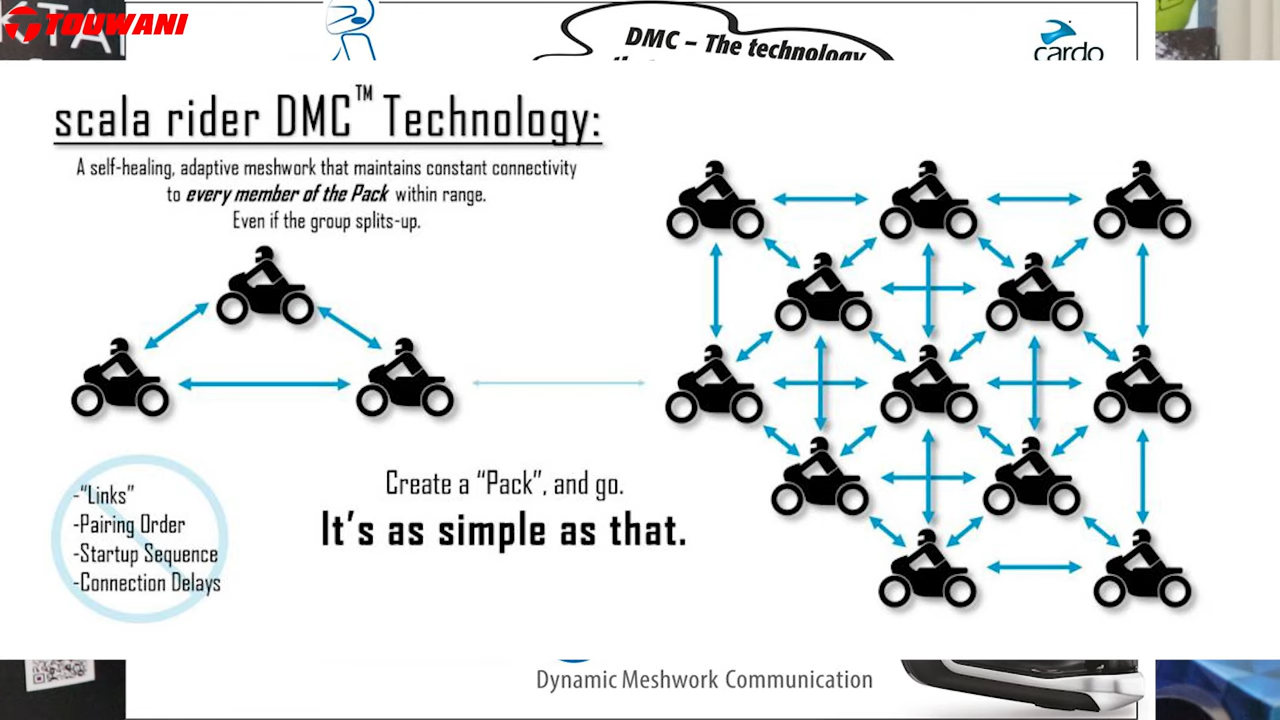 TOUWANI
DMC – The technology
cardo
scala rider DMC™ Technology:
A self-healing, adaptive meshwork that maintains constant connectivity
to every member of the Pack within range.
Even if the group splits-up.
-"Links"
-Pairing Order
-Startup Sequence
-Connection Delays
Create a "Pack", and go.
It's as simple as that.
Dynamic Meshwork Communication